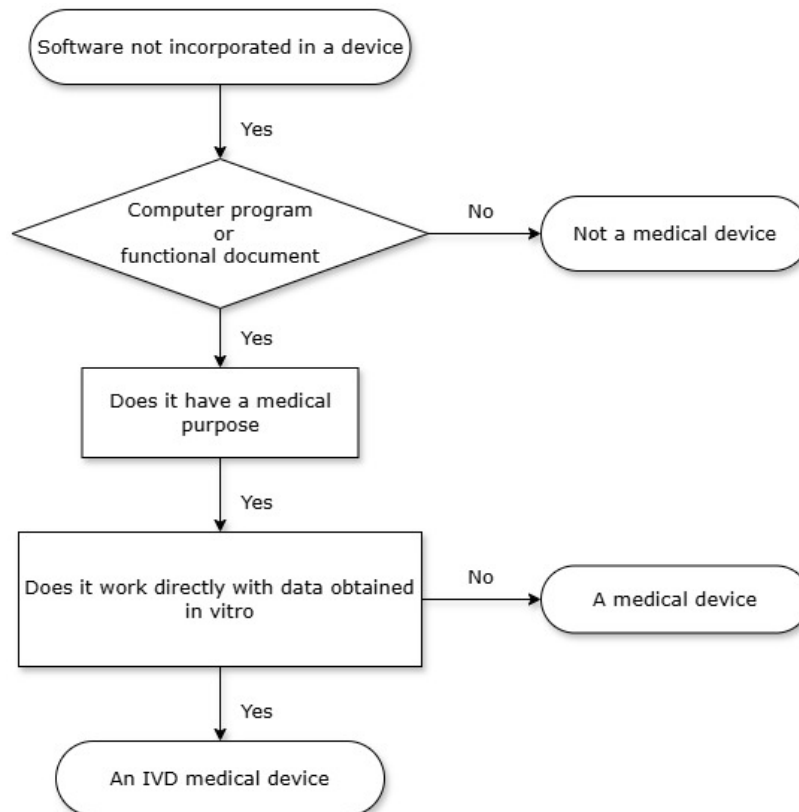 Software not incorporated in a device
Yes
Computer program
or
functional document
No
Not a medical device
Yes
Does it have a medical
purpose
Yes
Does it work directly with data obtained
in vitro
No
A medical device
Yes
An IVD medical device